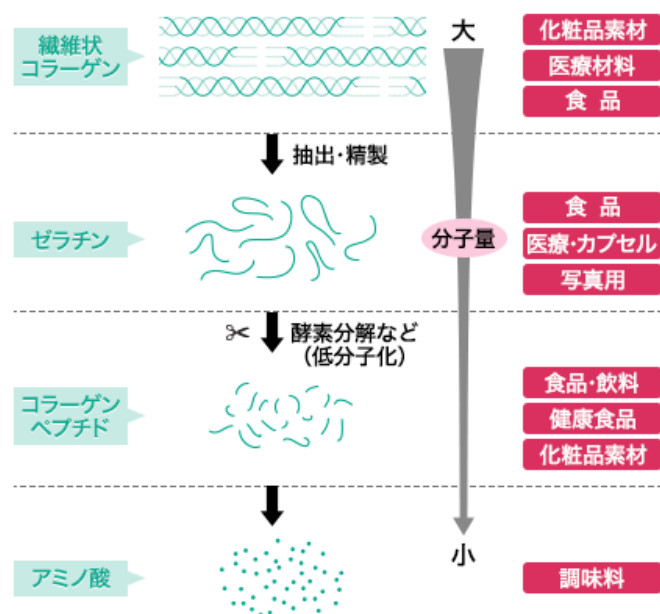 繊維状
コラーゲン
大
化粧品素材
医療材料
食 品
抽出・精製
ゼラチン
分子量
食 品
医療・カプセル
写真用
酵素分解など
（低分子化）
コラーゲン
ペプチド
食品・飲料
健康食品
化粧品素材
小
アミノ酸
調味料